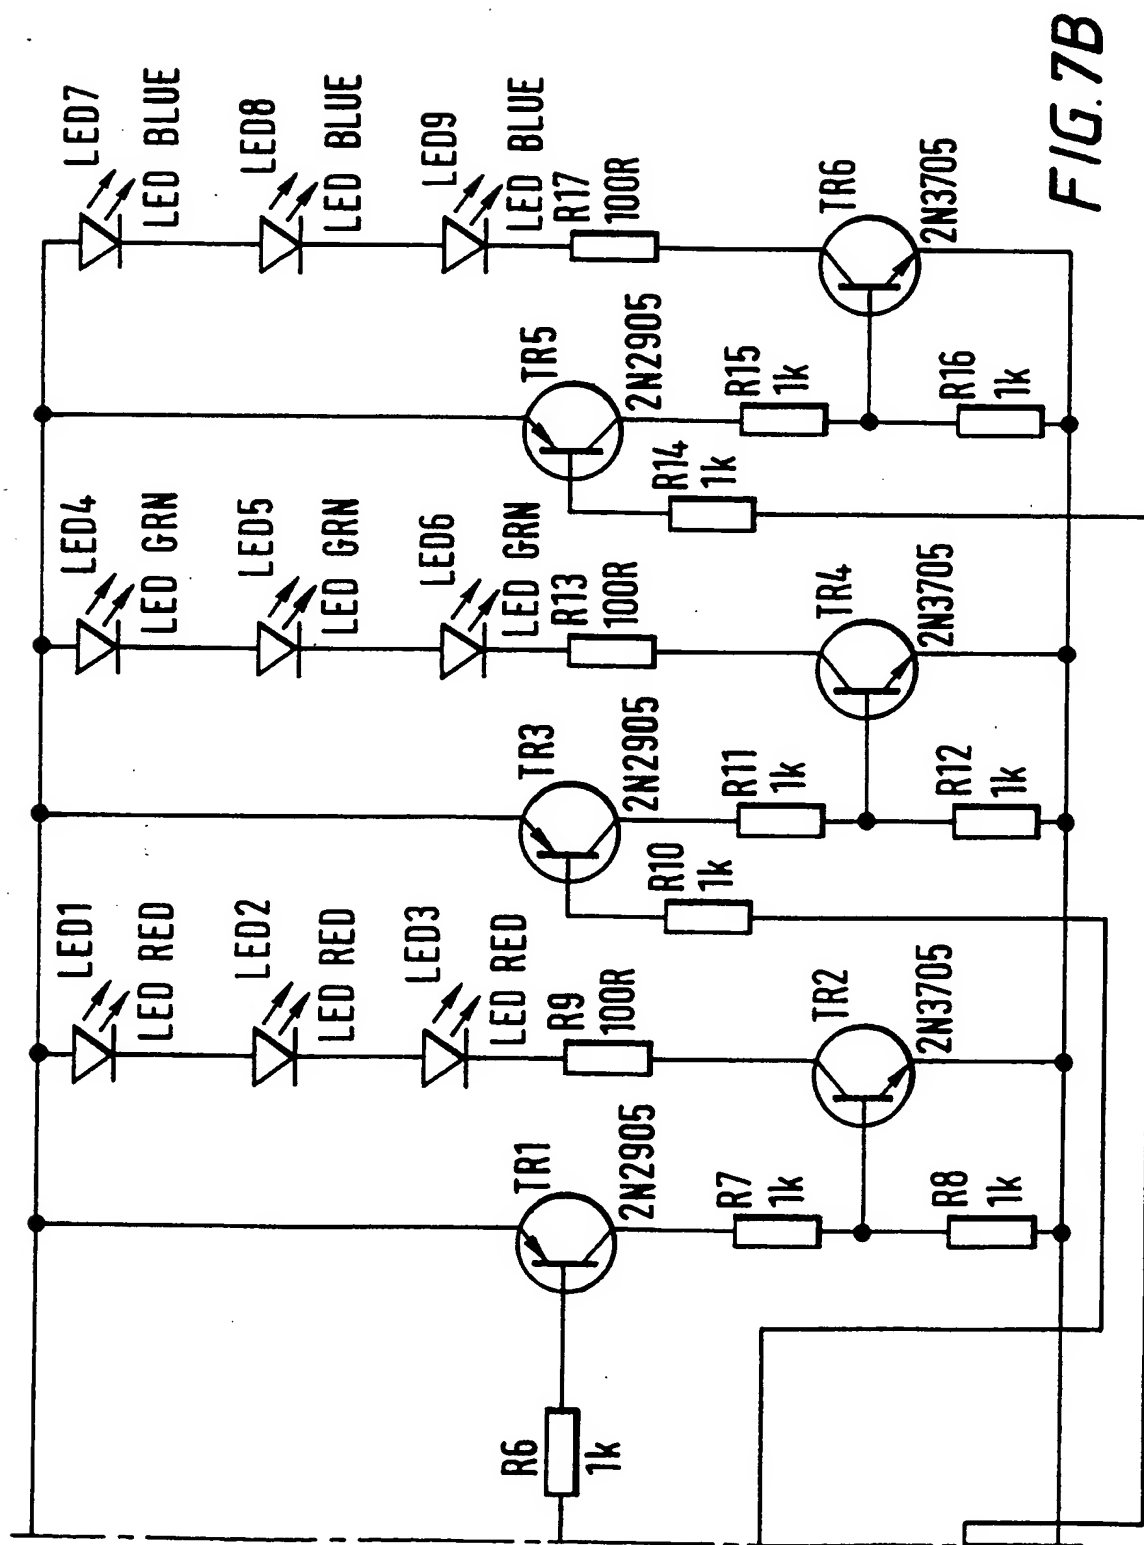 LED1
LED RED
LED2
LED RED
LED3
LED RED
R9
100R
TR1
2N2905
R6
1k
R7
1k
R8
1k
TR2
2N3705
LED4
LED GRN
LED5
LED GRN
LED6
LED GRN
R13
100R
TR3
2N2905
R10
1k
R11
1k
R12
1k
TR4
2N3705
LED7
LED BLUE
LED8
LED BLUE
LED9
LED BLUE
R17
100R
TR5
2N2905
R14
1k
R15
1k
R16
1k
TR6
2N3705
FIG. 7B